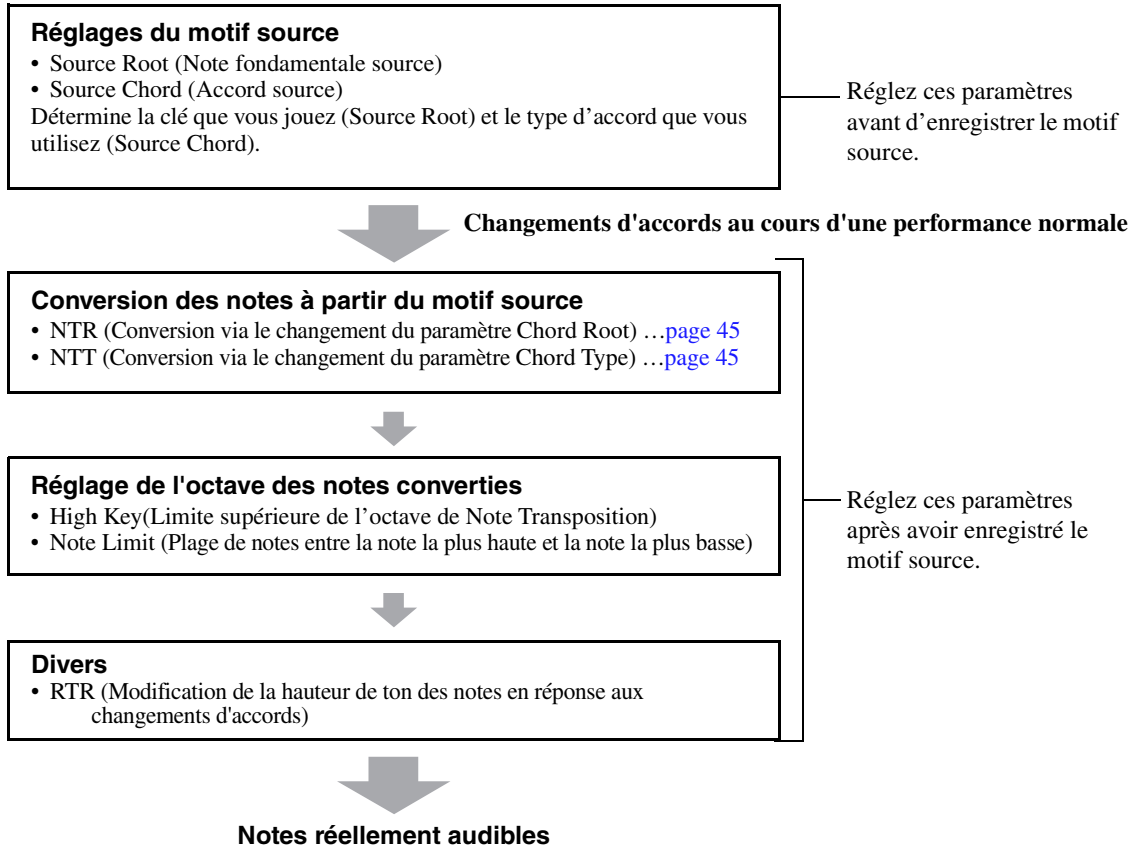 Réglages du motif source
• Source Root (Note fondamentale source)
• Source Chord (Accord source)
Détermine la clé que vous jouez (Source Root) et le type d’accord que vous
utilisez (Source Chord).
Réglez ces paramètres
avant d’enregistrer le motif
source.
Changements d'accords au cours d'une performance normale
Conversion des notes à partir du motif source
• NTR (Conversion via le changement du paramètre Chord Root) …page 45
• NTT (Conversion via le changement du paramètre Chord Type) …page 45
Réglage de l'octave des notes converties
• High Key(Limite supérieure de l’octave de Note Transposition)
• Note Limit (Plage de notes entre la note la plus haute et la note la plus basse)
Réglez ces paramètres
après avoir enregistré le
motif source.
Divers
• RTR (Modification de la hauteur de ton des notes en réponse aux
changements d'accords)
Notes réellement audibles